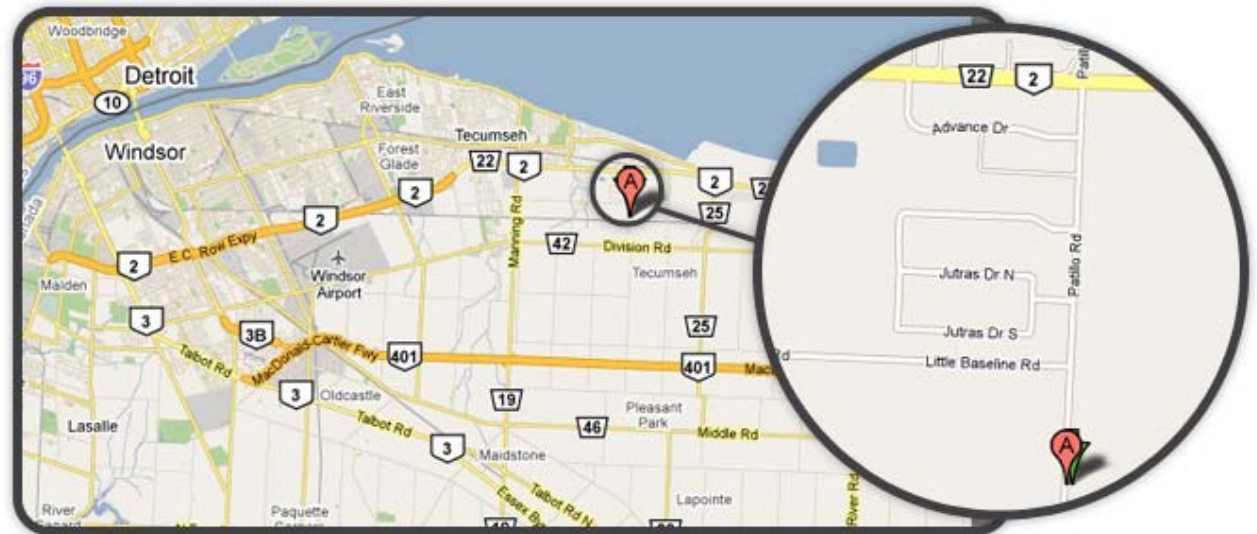 Woodbridge
96
Detroit
10
Windsor
East
Riverside
Forest
Glade
Tecumseh
22
2
2
2
2
E.C. Row Expy
Manning Rd
A
2
25
42
Division Rd
Tecumseh
Windsor
Airport
Malden
3
3B
Talbot Rd
MacDonald-Cartier Fwy
401
25
401
3
Oldcastle
Talbot Rd
Lasalle
19
46
Pleasant
Park
Middle Rd
3
Maidstone
Talbot Rd N
Lapointe
River
Paquette
River Rd
22
2
Advance Dr
Patillo Rd
Jutras Dr N
Jutras Dr S
Little Baseline Rd
A